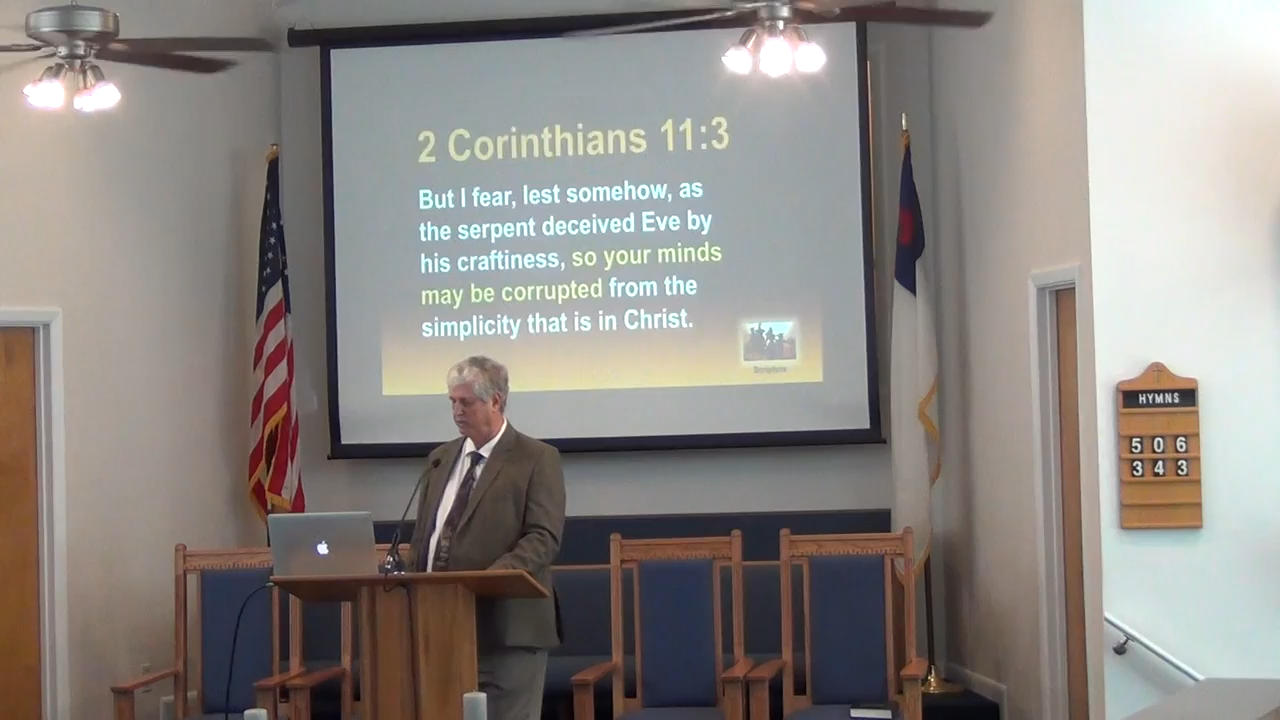 2 Corinthians 11:3
But I fear, lest somehow, as
the serpent deceived Eve by
his craftiness, so your minds
may be corrupted from the
simplicity that is in Christ.
Scripture
HYMNS
506
343